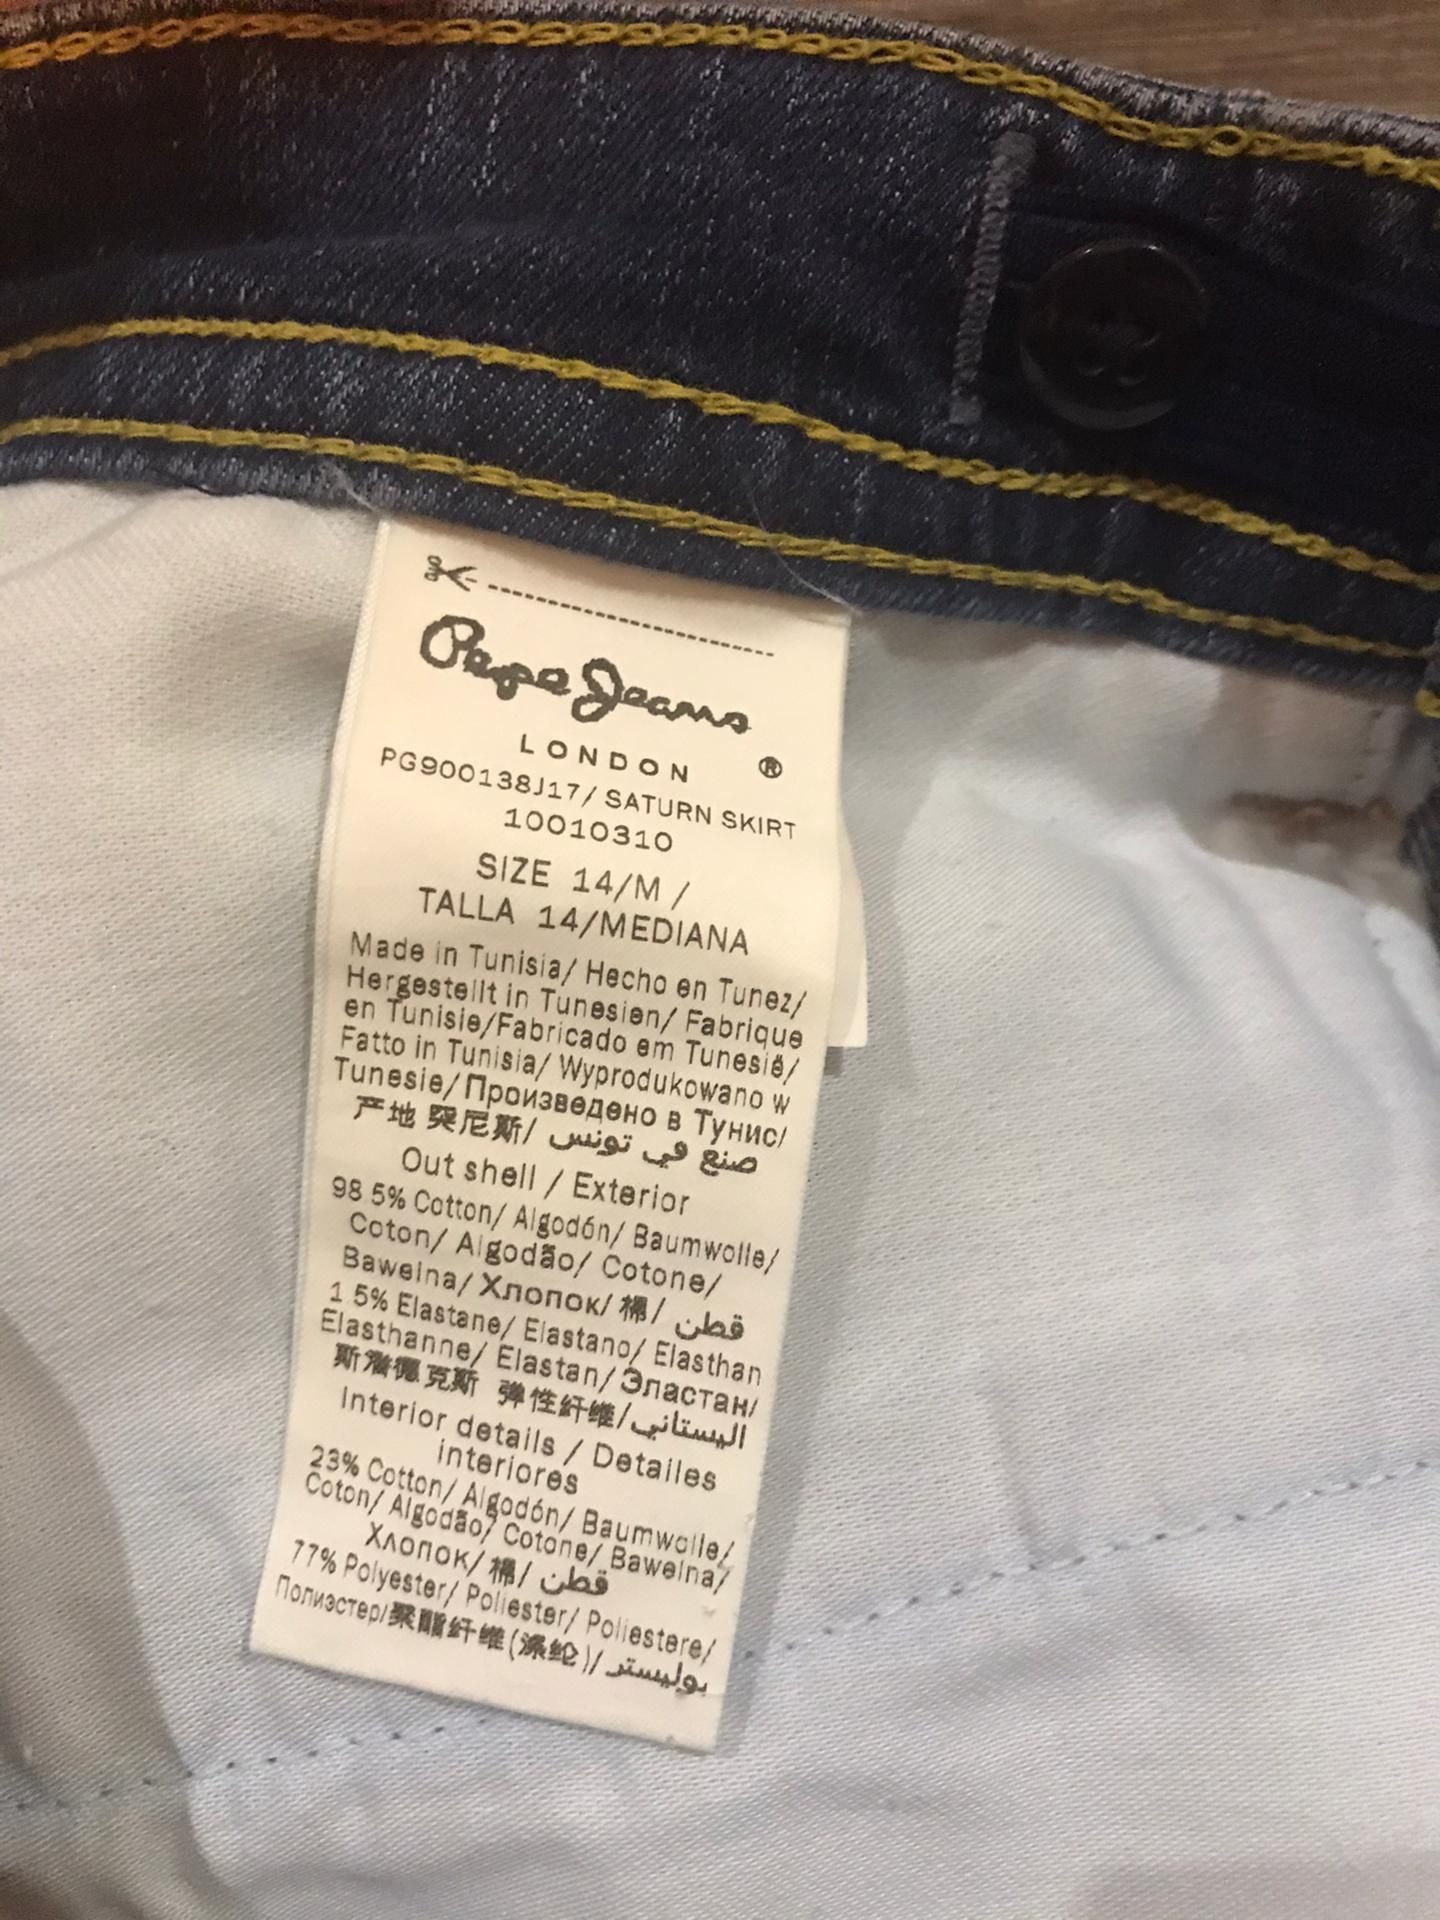 Pepe Jeans
LONDON ®
PG900138J17/ SATURN SKIRT
10010310
SIZE 14/M /
TALLA 14/MEDIANA
Made in Tunisia/ Hecho en Tunez/
Hergestellt in Tunesien/ Fabrique
en Tunisie/Fabricado em Tunesië/
Fatto in Tunisia/ Wyprodukowano w
Tunesie/Произведено в Тунис/
产地 突尼斯/ صنع في تونس
Out shell / Exterior
98 5% Cotton/ Algodón/ Baumwolle/
Coton/ Algodão/ Cotone/
Bawelna/ Хлопок/ 棉/ قطن
1 5% Elastane/ Elastano/ Elasthan
Elasthanne/ Elastan/ Эластан/
斯潘德克斯 弹性纤维/اليستاني
Interior details / Detailes
interiores
23% Cotton/ Algodón/ Baumwolle/
Coton/ Algodão/ Cotone/ Bawelna/
Хлопок/ 棉/ قطن
77% Polyester/ Poliester/ Poliestere/
Полиэстер/聚酯纤维(涤纶)/ بوليستر